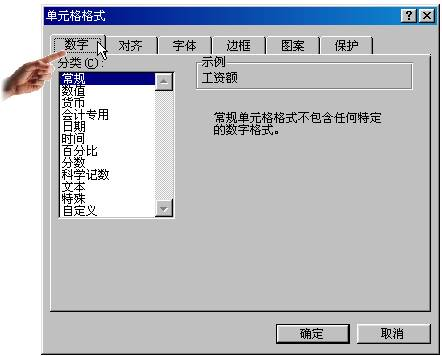 单元格格式
数字 对齐 字体 边框 图案 保护
分类(C):
常规
数值
货币
会计专用
日期
时间
百分比
分数
科学记数
文本
特殊
自定义
示例
工资额
常规单元格格式不包含任何特定
的数字格式。
确定 取消